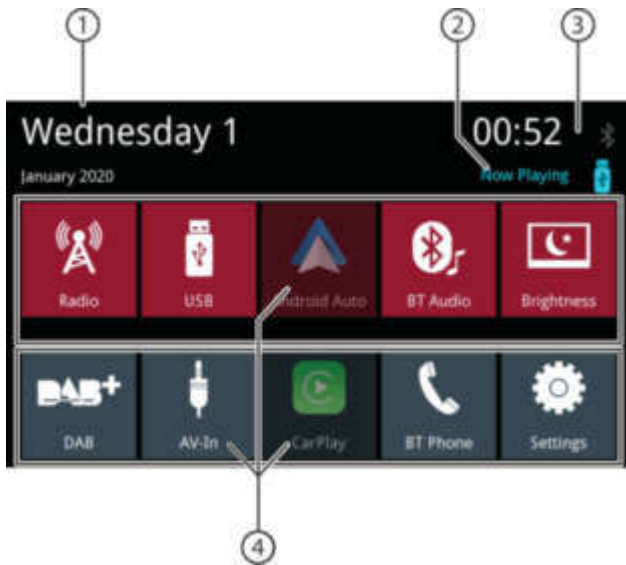 1 2 3
Wednesday 1 00:52
January 2020 Now Playing
Radio USB Android Auto BT Audio Brightness
DAB+
DAB AV-In CarPlay BT Phone Settings
4